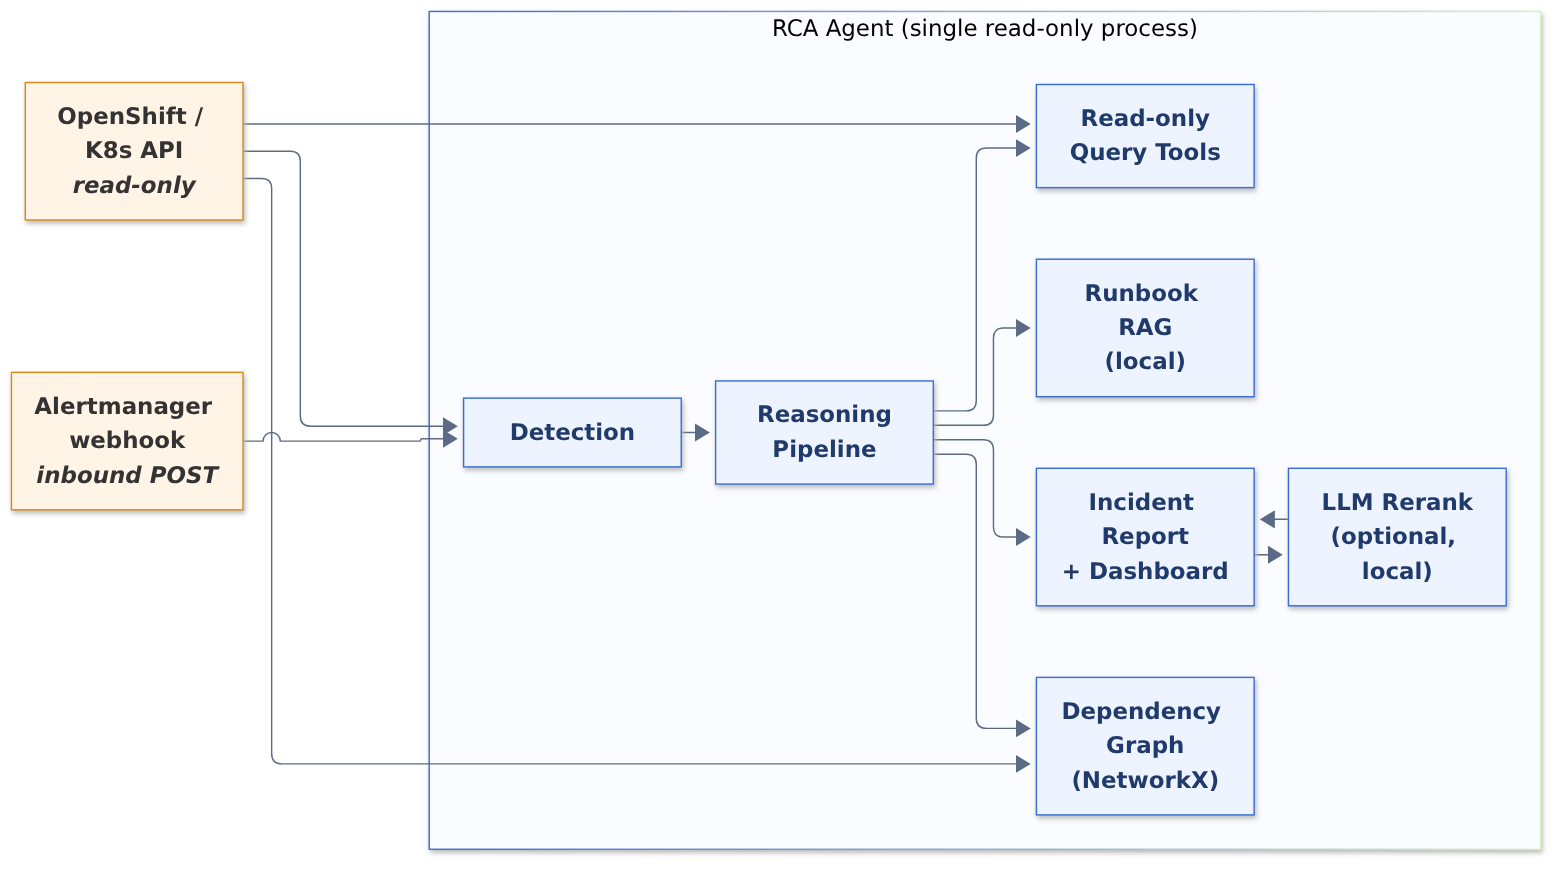 RCA Agent (single read-only process)
OpenShift /
K8s API
read-only
Read-only
Query Tools
Runbook
RAG
(local)
Alertmanager
webhook
inbound POST
Detection
Reasoning
Pipeline
Incident
Report
+ Dashboard
LLM Rerank
(optional,
local)
Dependency
Graph
(NetworkX)